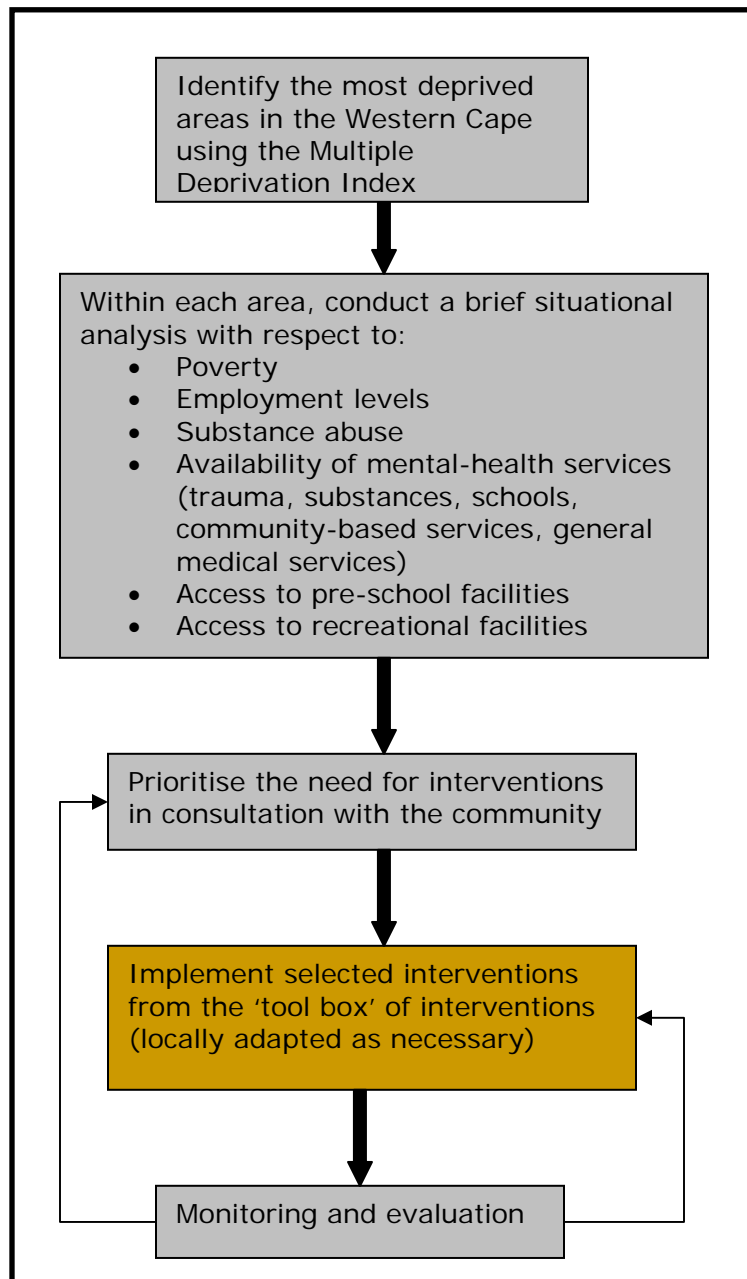 Identify the most deprived
areas in the Western Cape
using the Multiple
Deprivation Index
Within each area, conduct a brief situational
analysis with respect to:
• Poverty
• Employment levels
• Substance abuse
• Availability of mental-health services
(trauma, substances, schools,
community-based services, general
medical services)
• Access to pre-school facilities
• Access to recreational facilities
Prioritise the need for interventions
in consultation with the community
Implement selected interventions
from the ‘tool box’ of interventions
(locally adapted as necessary)
Monitoring and evaluation